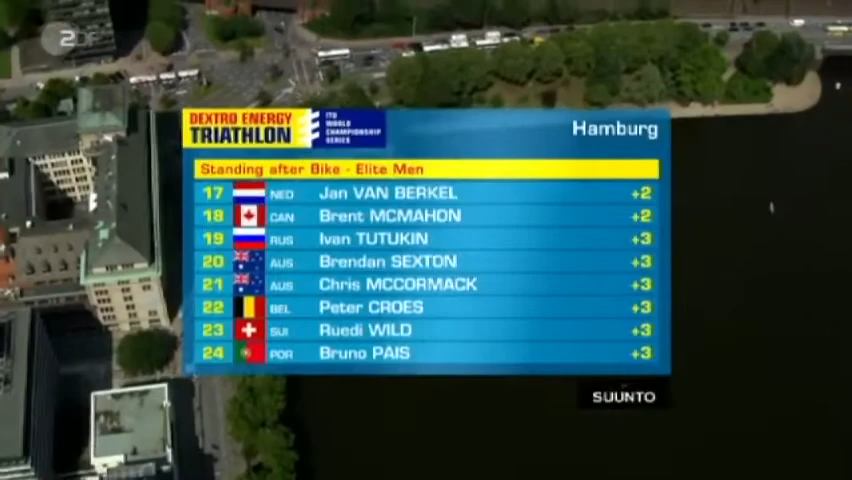 ZDF
DEXTRO ENERGY
TRIATHLON
ITU
WORLD
CHAMPIONSHIP
SERIES
Hamburg
Standing after Bike - Elite Men
17 NED Jan VAN BERKEL +2
18 CAN Brent MCMAHON +2
19 RUS Ivan TUTUKIN +3
20 AUS Brendan SEXTON +3
21 AUS Chris MCCORMACK +3
22 BEL Peter CROES +3
23 SUI Ruedi WILD +3
24 POR Bruno PAIS +3
SUUNTO